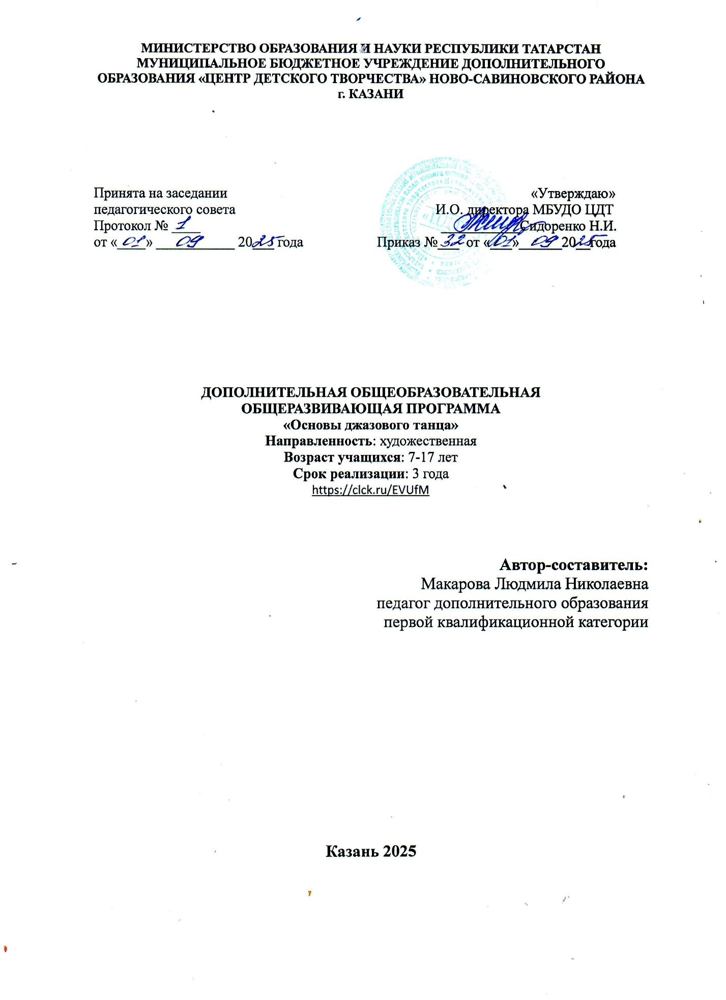 МИНИСТЕРСТВО ОБРАЗОВАНИЯ И НАУКИ РЕСПУБЛИКИ ТАТАРСТАН
МУНИЦИПАЛЬНОЕ БЮДЖЕТНОЕ УЧРЕЖДЕНИЕ ДОПОЛНИТЕЛЬНОГО
ОБРАЗОВАНИЯ «ЦЕНТР ДЕТСКОГО ТВОРЧЕСТВА» НОВО-САВИНОВСКОГО РАЙОНА
г. КАЗАНИ
Принята на заседании
педагогического совета
Протокол № 1
от «01» 09 2025 года
«Утверждаю»
И.О. директора МБУДО ЦДТ
Сидоренко Н.И.
Приказ № 32 от «01» 09 2025 года
ДОПОЛНИТЕЛЬНАЯ ОБЩЕОБРАЗОВАТЕЛЬНАЯ
ОБЩЕРАЗВИВАЮЩАЯ ПРОГРАММА
«Основы джазового танца»
Направленность: художественная
Возраст учащихся: 7-17 лет
Срок реализации: 3 года
https://clck.ru/EVUfM
Автор-составитель:
Макарова Людмила Николаевна
педагог дополнительного образования
первой квалификационной категории
Казань 2025